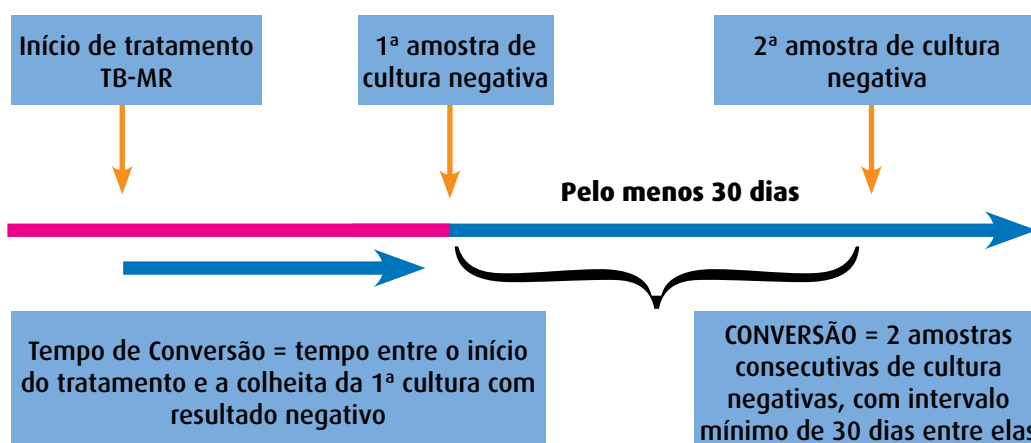 Início de tratamento
TB-MR
1ª amostra de
cultura negativa
2ª amostra de cultura
negativa
Pelo menos 30 dias
Tempo de Conversão = tempo entre o início
do tratamento e a colheita da 1ª cultura com
resultado negativo
CONVERSÃO = 2 amostras
consecutivas de cultura
negativas, com intervalo
mínimo de 30 dias entre elas